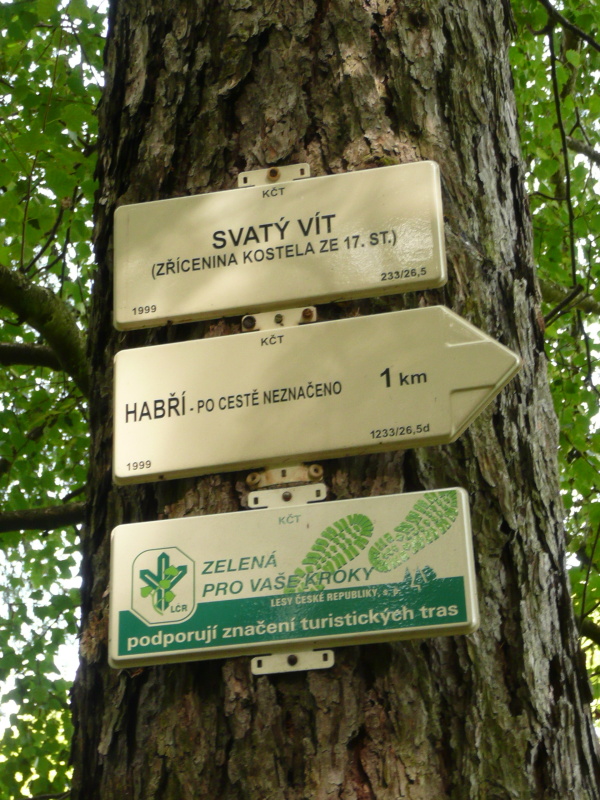 KČT
SVATÝ VÍT
(ZŘÍCENINA KOSTELA ZE 17. ST.)
1999 233/26,5
KČT
HABŘÍ - PO CESTĚ NEZNAČENO 1 km
1999 1233/26,5d
KČT
LČR
ZELENÁ
PRO VAŠE KROKY
LESY ČESKÉ REPUBLIKY, s. p.
podporují značení turistických tras